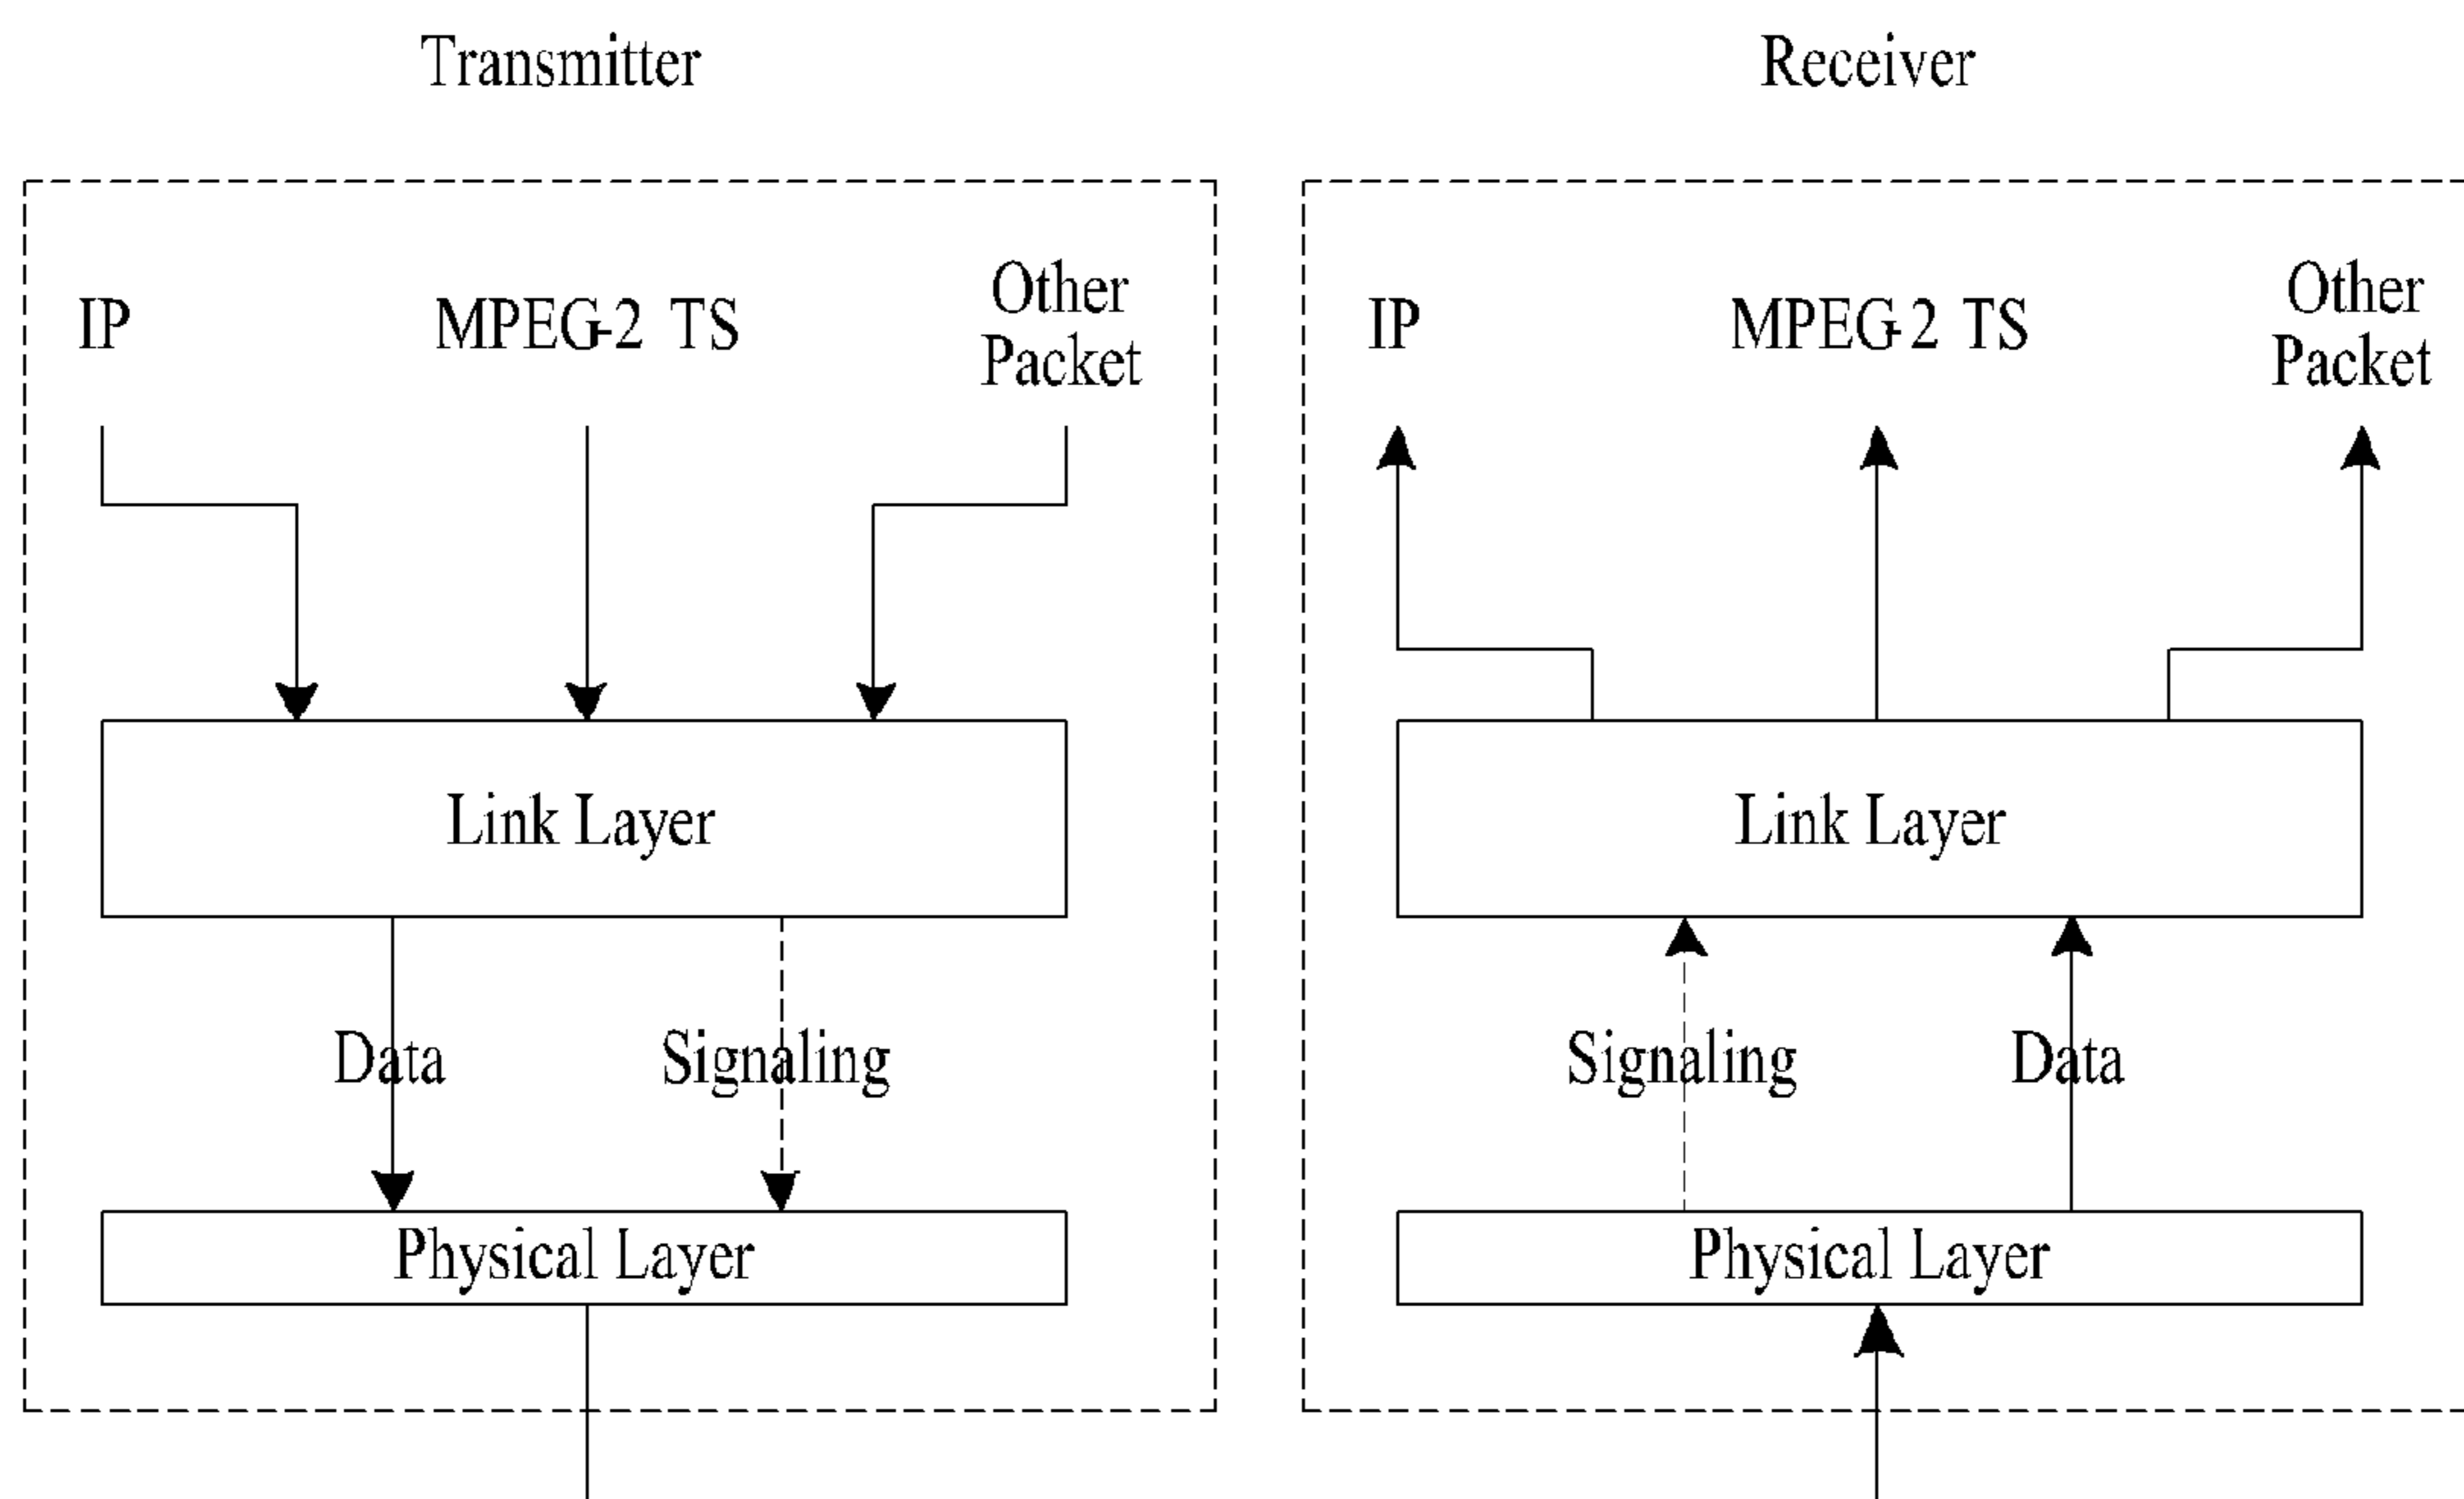 Transmitter
Receiver
IP
MPEG-2 TS
Other
Packet
IP
MPEG-2 TS
Other
Packet
Link Layer
Link Layer
Data
Signaling
Signaling
Data
Physical Layer
Physical Layer